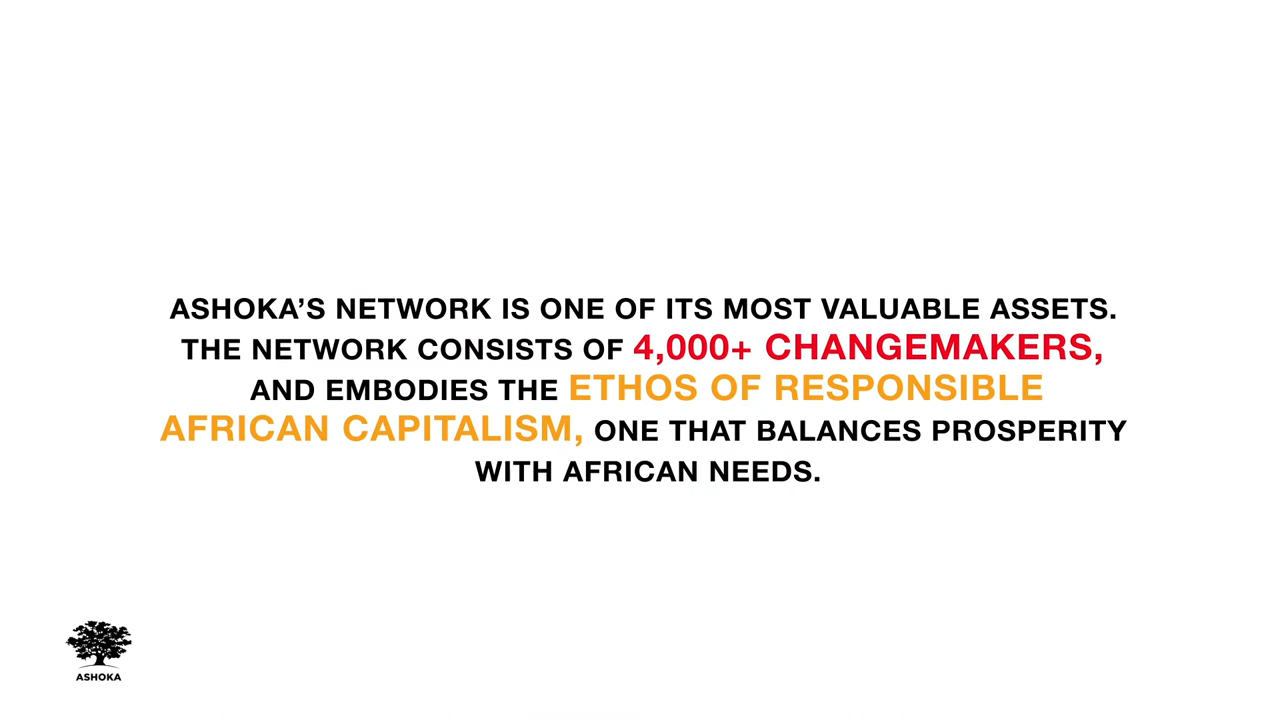 ASHOKA’S NETWORK IS ONE OF ITS MOST VALUABLE ASSETS.
THE NETWORK CONSISTS OF 4,000+ CHANGEMAKERS,
AND EMBODIES THE ETHOS OF RESPONSIBLE
AFRICAN CAPITALISM, ONE THAT BALANCES PROSPERITY
WITH AFRICAN NEEDS.
ASHOKA